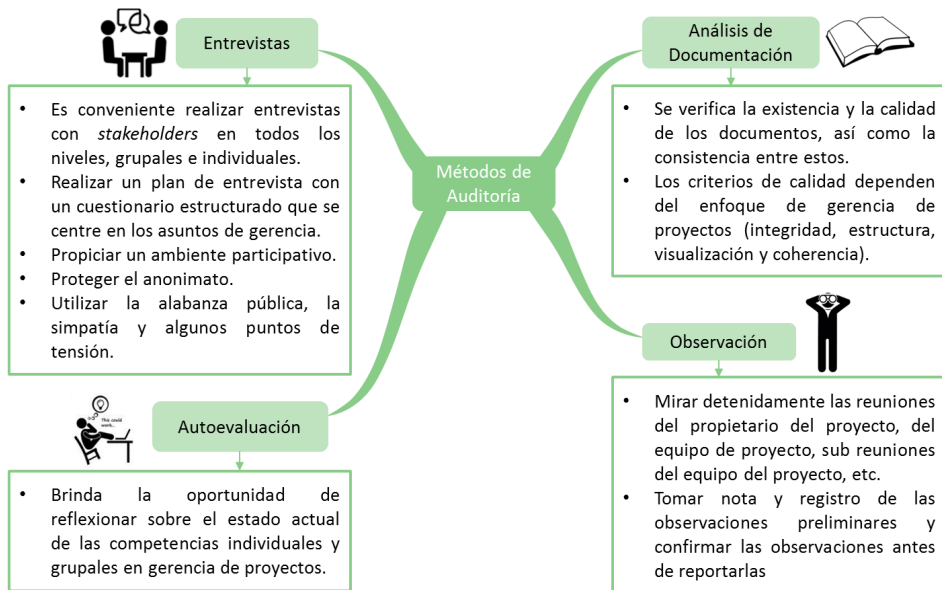 Métodos de
Auditoría
Entrevistas
• Es conveniente realizar entrevistas
con stakeholders en todos los
niveles, grupales e individuales.
• Realizar un plan de entrevista con
un cuestionario estructurado que se
centre en los asuntos de gerencia.
• Propiciar un ambiente participativo.
• Proteger el anonimato.
• Utilizar la alabanza pública, la
simpatía y algunos puntos de
tensión.
This could
work...
Autoevaluación
• Brinda la oportunidad de
reflexionar sobre el estado actual
de las competencias individuales y
grupales en gerencia de proyectos.
Análisis de
Documentación
• Se verifica la existencia y la calidad
de los documentos, así como la
consistencia entre estos.
• Los criterios de calidad dependen
del enfoque de gerencia de
proyectos (integridad, estructura,
visualización y coherencia).
Observación
• Mirar detenidamente las reuniones
del propietario del proyecto, del
equipo de proyecto, sub reuniones
del equipo del proyecto, etc.
• Tomar nota y registro de las
observaciones preliminares y
confirmar las observaciones antes
de reportarlas